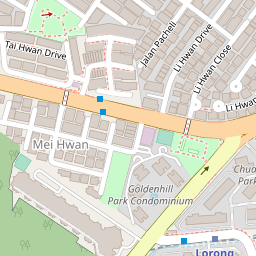 Tai Hwan Drive
Jalan Pacheli
Li Hwan Drive
Li Hwan Close
Li Hwan
Mei Hwan
Goldenhill
Park Condominium
Chua
Park
Lorong